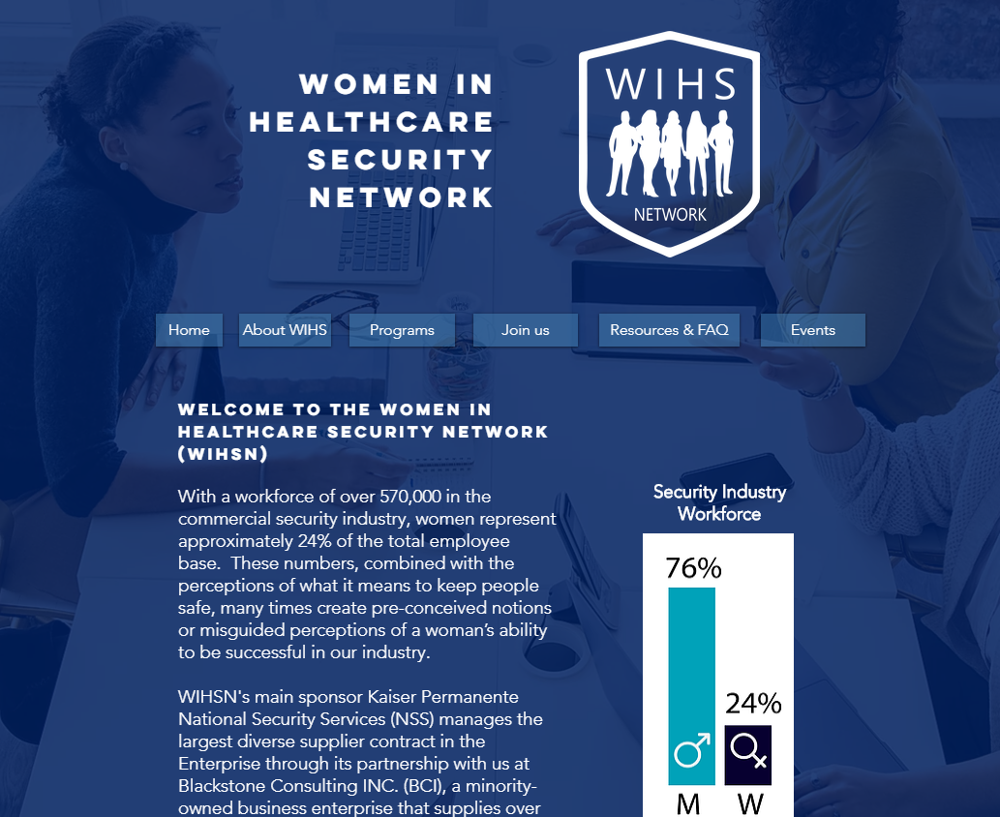 WOMEN IN
HEALTHCARE
SECURITY
NETWORK
WIHS
NETWORK
Home
About WIHS
Programs
Join us
Resources & FAQ
Events
WELCOME TO THE WOMEN IN
HEALTHCARE SECURITY NETWORK
(WIHSN)
With a workforce of over 570,000 in the
commercial security industry, women represent
approximately 24% of the total employee
base.  These numbers, combined with the
perceptions of what it means to keep people
safe, many times create pre-conceived notions
or misguided perceptions of a woman’s ability
to be successful in our industry.
WIHSN's main sponsor Kaiser Permanente
National Security Services (NSS) manages the
largest diverse supplier contract in the
Enterprise through its partnership with us at
Blackstone Consulting INC. (BCI), a minority-
owned business enterprise that supplies over
Security Industry
Workforce
76%
24%
M W